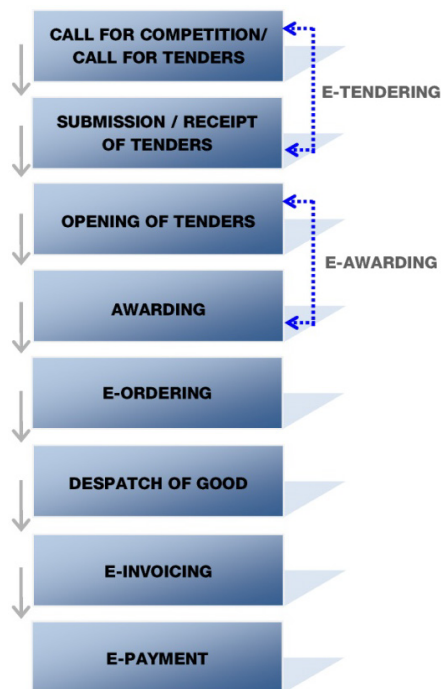 CALL FOR COMPETITION/
CALL FOR TENDERS
E-TENDERING
SUBMISSION / RECEIPT
OF TENDERS
OPENING OF TENDERS
E-AWARDING
AWARDING
E-ORDERING
DESPATCH OF GOOD
E-INVOICING
E-PAYMENT